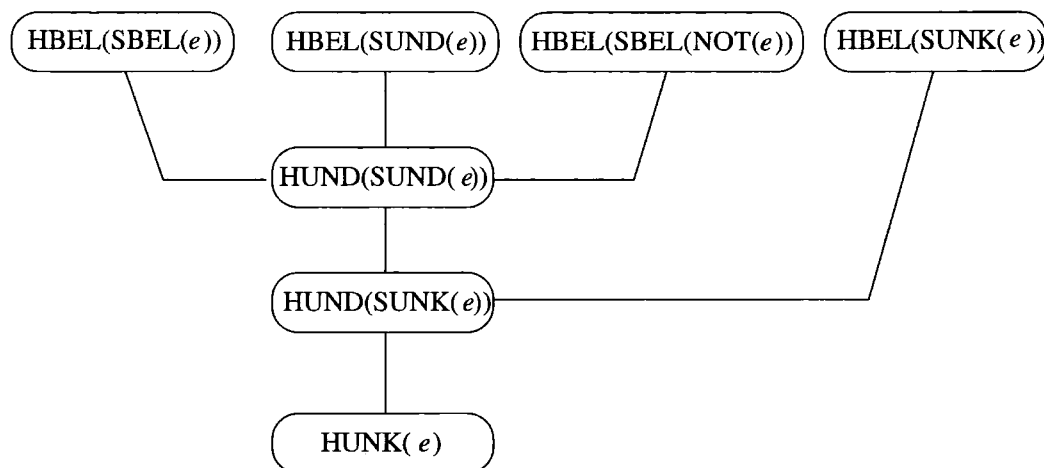 HBEL(SBEL(e))
HBEL(SUND(e))
HBEL(SBEL(NOT(e))
HBEL(SUNK(e))
HUND(SUND(e))
HUND(SUNK(e))
HUNK( e)